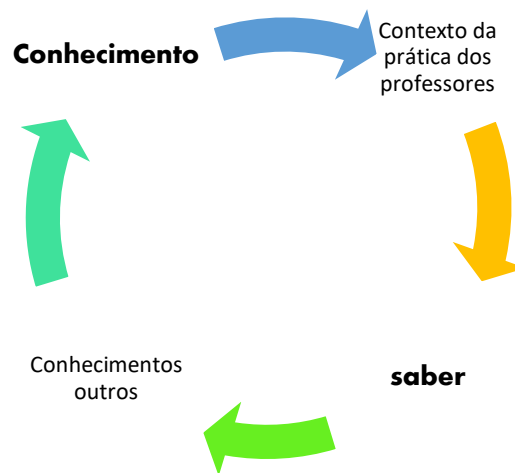 Conhecimento
Contexto da
prática dos
professores
saber
Conhecimentos
outros